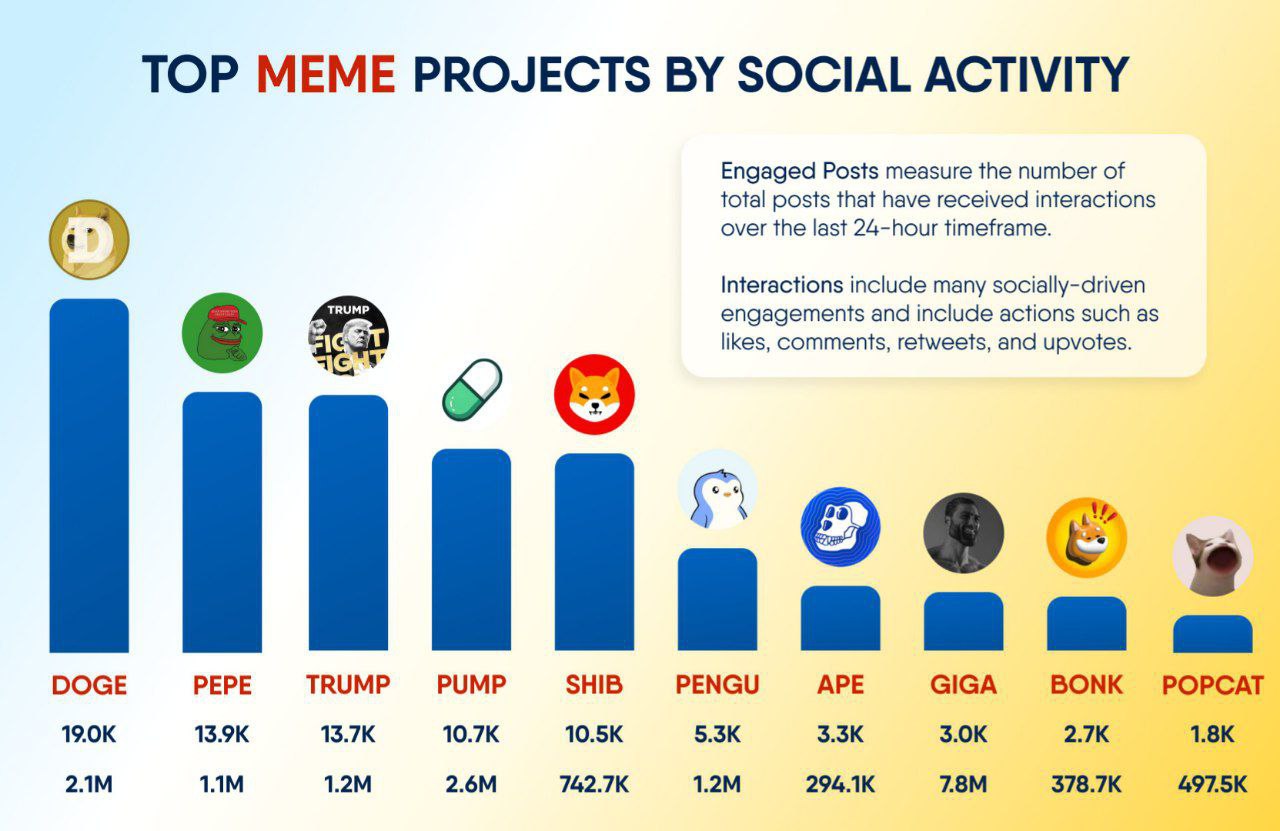 TOP MEME PROJECTS BY SOCIAL ACTIVITY
Engaged Posts measure the number of
total posts that have received interactions
over the last 24-hour timeframe.
Interactions include many socially-driven
engagements and include actions such as
likes, comments, retweets, and upvotes.
D
TRUMP
FIGHT
FIGHT
DOGE PEPE TRUMP PUMP SHIB PENGU APE GIGA BONK POPCAT
19.0K 13.9K 13.7K 10.7K 10.5K 5.3K 3.3K 3.0K 2.7K 1.8K
2.1M 1.1M 1.2M 2.6M 742.7K 1.2M 294.1K 7.8M 378.7K 497.5K